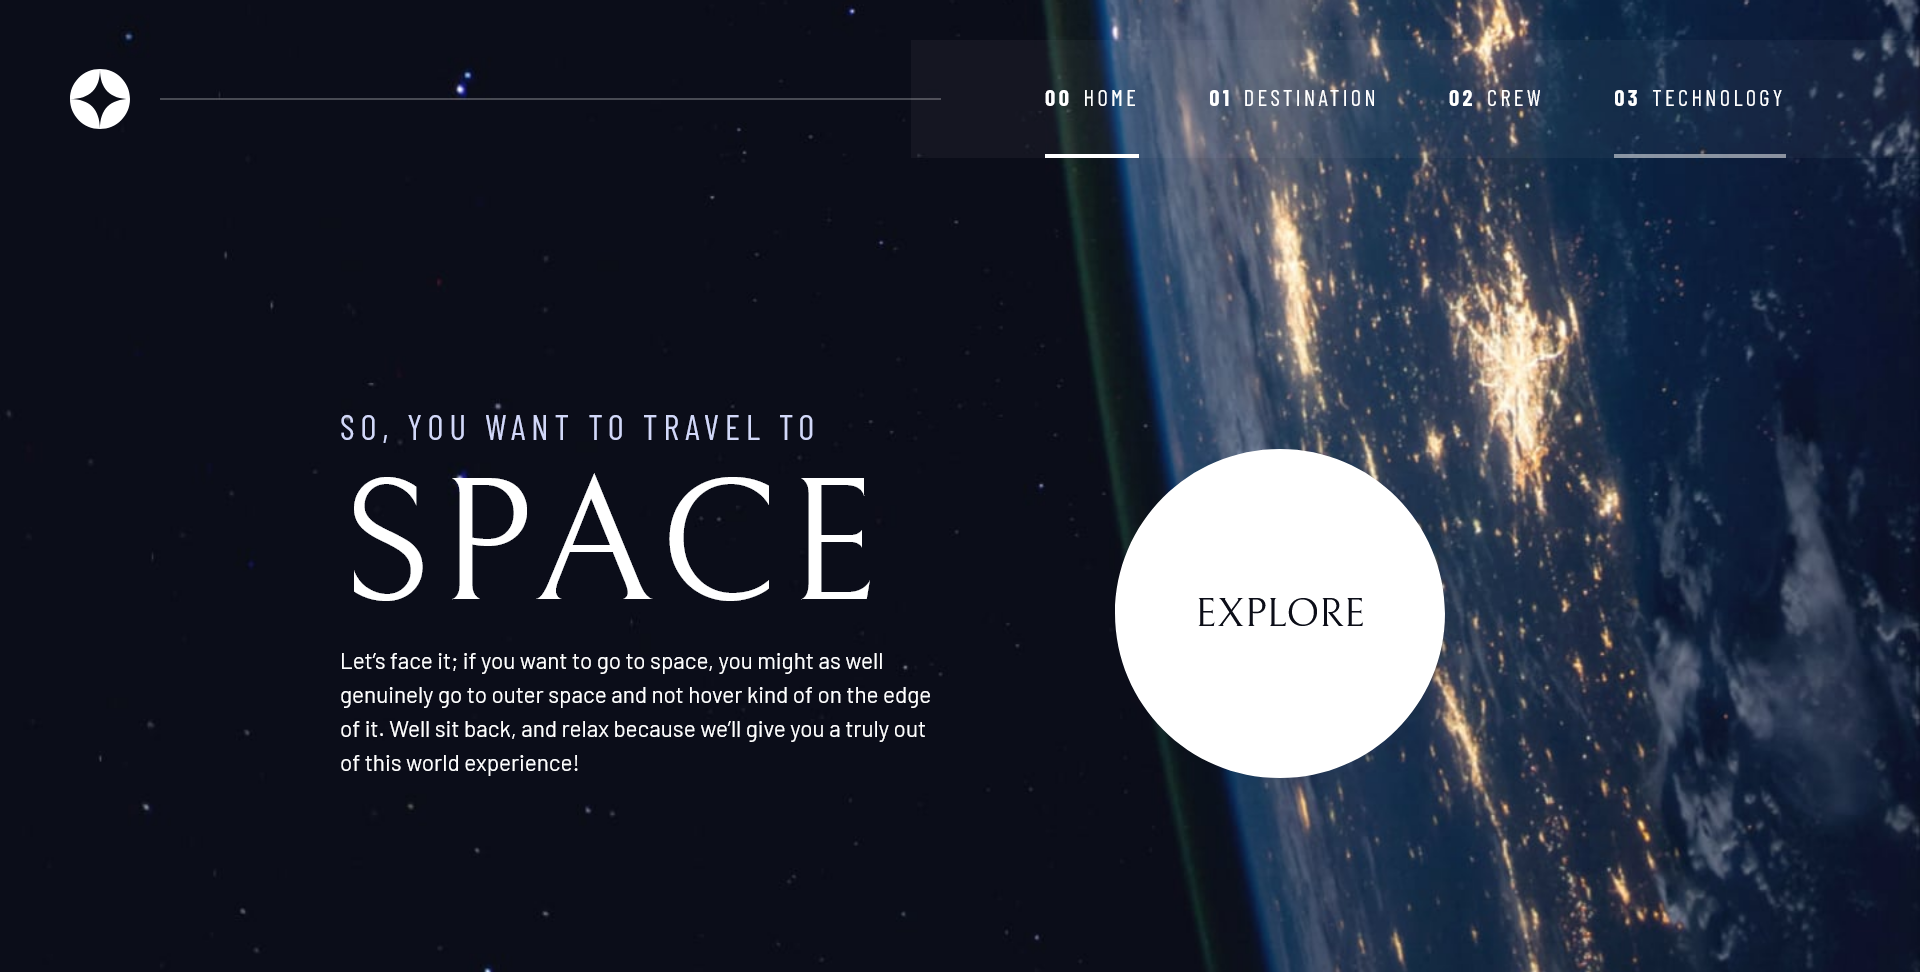 00 HOME 01 DESTINATION 02 CREW 03 TECHNOLOGY
SO, YOU WANT TO TRAVEL TO
SPACE
Let’s face it; if you want to go to space, you might as well
genuinely go to outer space and not hover kind of on the edge
of it. Well sit back, and relax because we’ll give you a truly out
of this world experience!
EXPLORE